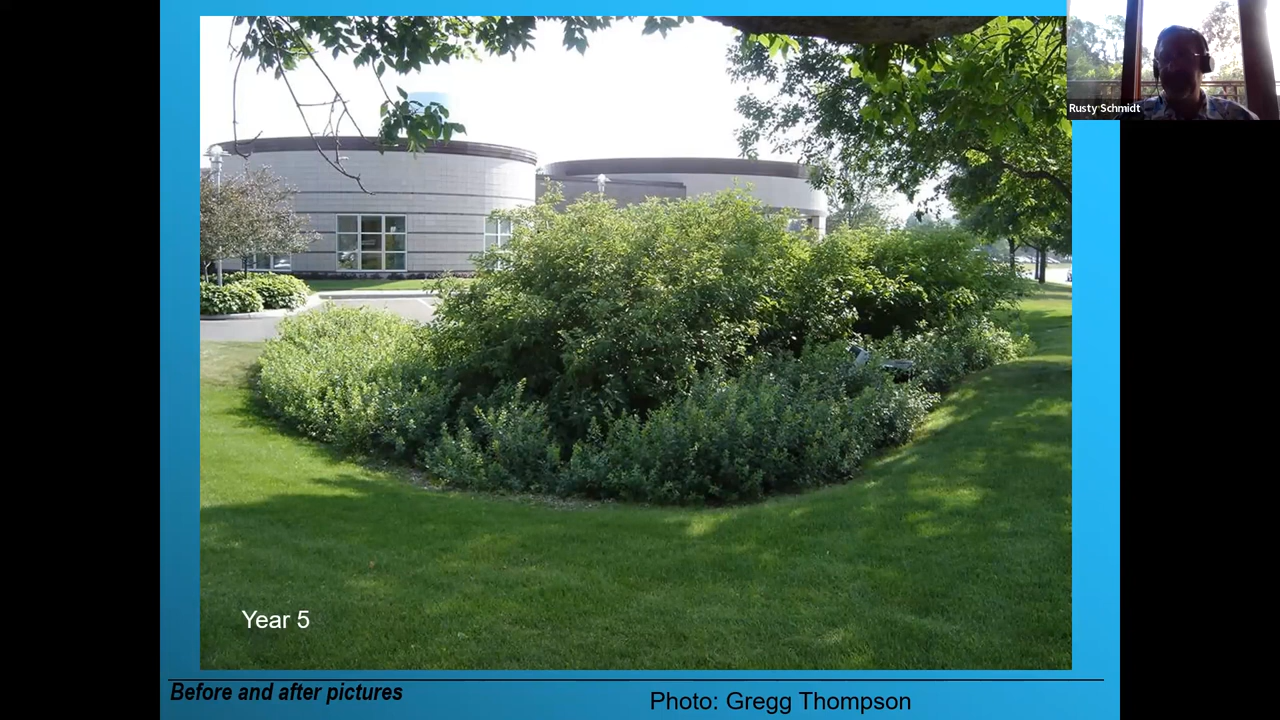 Rusty Schmidt
Year 5
Before and after pictures
Photo: Gregg Thompson